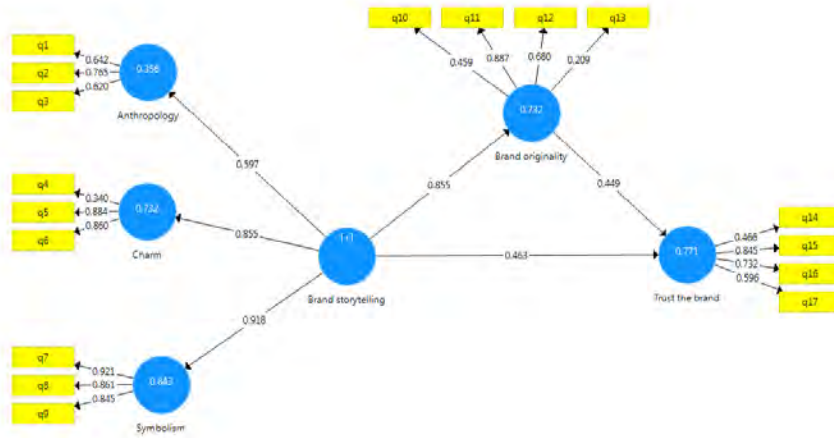 q10
q11
q12
q13
q1
q2
q3
0.642
0.765
0.620
0.356
Anthropology
0.459
0.887
0.660
0.209
0.732
Brand originality
0.597
0.855
0.449
q4
q5
q6
0.340
0.884
0.860
0.732
Charm
0.855
Brand storytelling
0.463
0.771
Trust the brand
q14
q15
q16
q17
0.466
0.845
0.732
0.596
0.918
q7
q8
q9
0.921
0.861
0.845
0.843
Symbolism